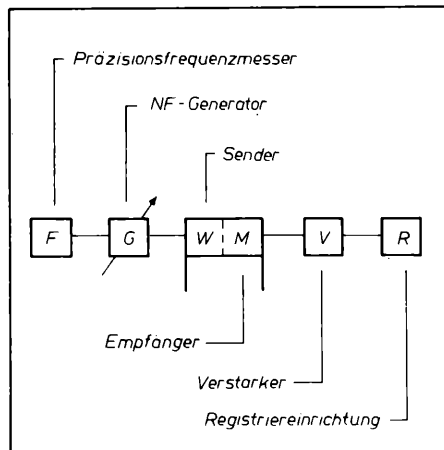 Präzisionsfrequenzmesser
NF-Generator
Sender
F G W M V R
Empfänger
Verstarker
Registriereinrichtung